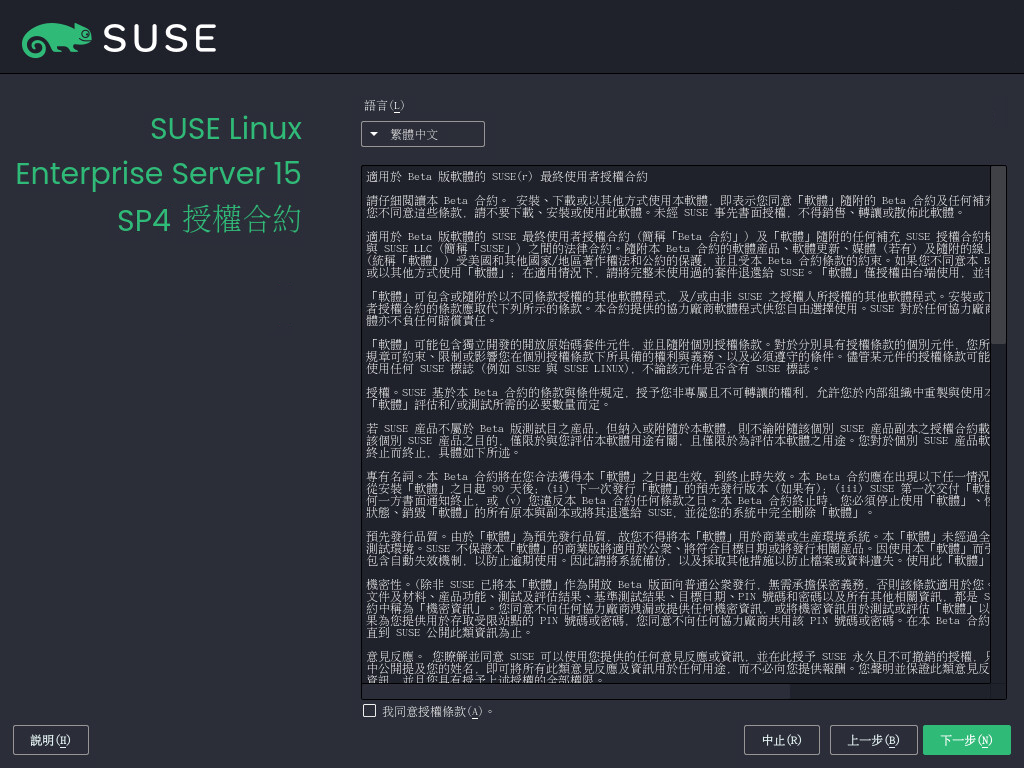 SUSE
SUSE Linux
Enterprise Server 15
SP4 授權合約
語言(L)
繁體中文
適用於 Beta 版軟體的 SUSE(r) 最終使用者授權合約
請仔細閱讀本 Beta 合約。 安裝、下載或以其他方式使用本軟體，即表示您同意「軟體」隨附的 Beta 合約及任何補充
您不同意這些條款，請不要下載、安裝或使用此軟體。未經 SUSE 事先書面授權，不得銷售、轉讓或散佈此軟體。
適用於 Beta 版軟體的 SUSE 最終使用者授權合約 (簡稱「Beta 合約」) 及「軟體」隨附的任何補充 SUSE 授權合約
與 SUSE LLC (簡稱「SUSE」) 之間的法律合約。隨附本 Beta 合約的軟體產品、軟體更新、媒體 (若有) 及隨附的線上
(統稱「軟體」) 受美國和其他國家/地區著作權法和公約的保護，並且受本 Beta 合約條款的約束。如果您不同意本
或以其他方式使用「軟體」；在適用情況下，請將完整未使用過的套件退還給 SUSE。「軟體」僅授權由台端使用，並非
「軟體」可包含或隨附於以不同條款授權的其他軟體程式，及/或由非 SUSE 之授權人所授權的其他軟體程式。安裝或下
者授權合約的條款應取代下列所示的條款。本合約提供的協力廠商軟體程式供您自由選擇使用。SUSE 對於任何協力廠商
體亦不負任何賠償責任。
「軟體」可能包含獨立開發的開放原始碼套件元件，並且隨附個別授權條款。對於分別具有授權條款的個別元件，您所
規章可約束、限制或影響您在個別授權條款下所具備的權利與義務、以及必須遵守的條件。儘管某元件的授權條款可能
使用任何 SUSE 標誌 (例如 SUSE 與 SUSE LINUX)，不論該元件是否含有 SUSE 標誌。
授權。SUSE 基於本 Beta 合約的條款與條件規定，授予您非專屬且不可轉讓的權利，允許您於內部組織中重製與使用本
「軟體」評估和/或測試所需的必要數量而定。
若 SUSE 產品不屬於 Beta 版測試目之產品，但納入或附隨於本軟體，則不論附隨該個別 SUSE 產品副本之授權合約載
該個別 SUSE 產品之目的，僅限於與您評估本軟體用途有關，且僅限於為評估本軟體之用途。您對於個別 SUSE 產品軟
終止而終止，具體如下所述。
專有名詞。本 Beta 合約將在您合法獲得本「軟體」之日起生效，到終止時失效。本 Beta 合約應在出現以下任一情況
從安裝「軟體」之日起 90 天後；(ii) 下一次發行「軟體」的預先發行版本 (如果有)；(iii) SUSE 第一次交付「軟體
何一方書面通知終止，或 (v) 您違反本 Beta 合約任何條款之日。本 Beta 合約終止時，您必須停止使用「軟體」、
狀態、銷毀「軟體」的所有原本與副本或將其退還給 SUSE，並從您的系統中完全刪除「軟體」。
預先發行品質。由於「軟體」為預先發行品質，故您不得將本「軟體」用於商業或生產環境系統。本「軟體」未經過全
測試環境。SUSE 不保證本「軟體」的商業版將適用於公眾、將符合目標日期或將發行相關產品。因使用本「軟體」而引
包含自動失效機制，以防止逾期使用。因此請將系統備份，以及採取其他措施以防止檔案或資料遺失。使用此「軟體」
機密性。(除非 SUSE 已將本「軟體」作為開放 Beta 版面向普通公眾發行，無需承擔保密義務，否則該條款適用於您。
文件及材料、產品功能、測試及評估結果、基準測試結果、目標日期、PIN 號碼和密碼以及所有其他相關資訊，都是 S
約中稱為「機密資訊」。您同意不向任何協力廠商洩漏或提供任何機密資訊，或將機密資訊用於測試或評估「軟體」以
果為您提供用於存取受限站點的 PIN 號碼或密碼，您同意不向任何協力廠商共用該 PIN 號碼或密碼。在本 Beta 合約
直到 SUSE 公開此類資訊為止。
意見反應。 您瞭解並同意 SUSE 可以使用您提供的任何意見反應或資訊，並在此授予 SUSE 永久且不可撤銷的授權，
中公開提及您的姓名，即可將所有此類意見反應及資訊用於任何用途，而不必向您提供報酬。您聲明並保證此類意見反
資訊，並且您具有授予上述授權的全部權限。
我同意授權條款(A)。
說明(H)
中止(R)
上一步(B)
下一步(N)